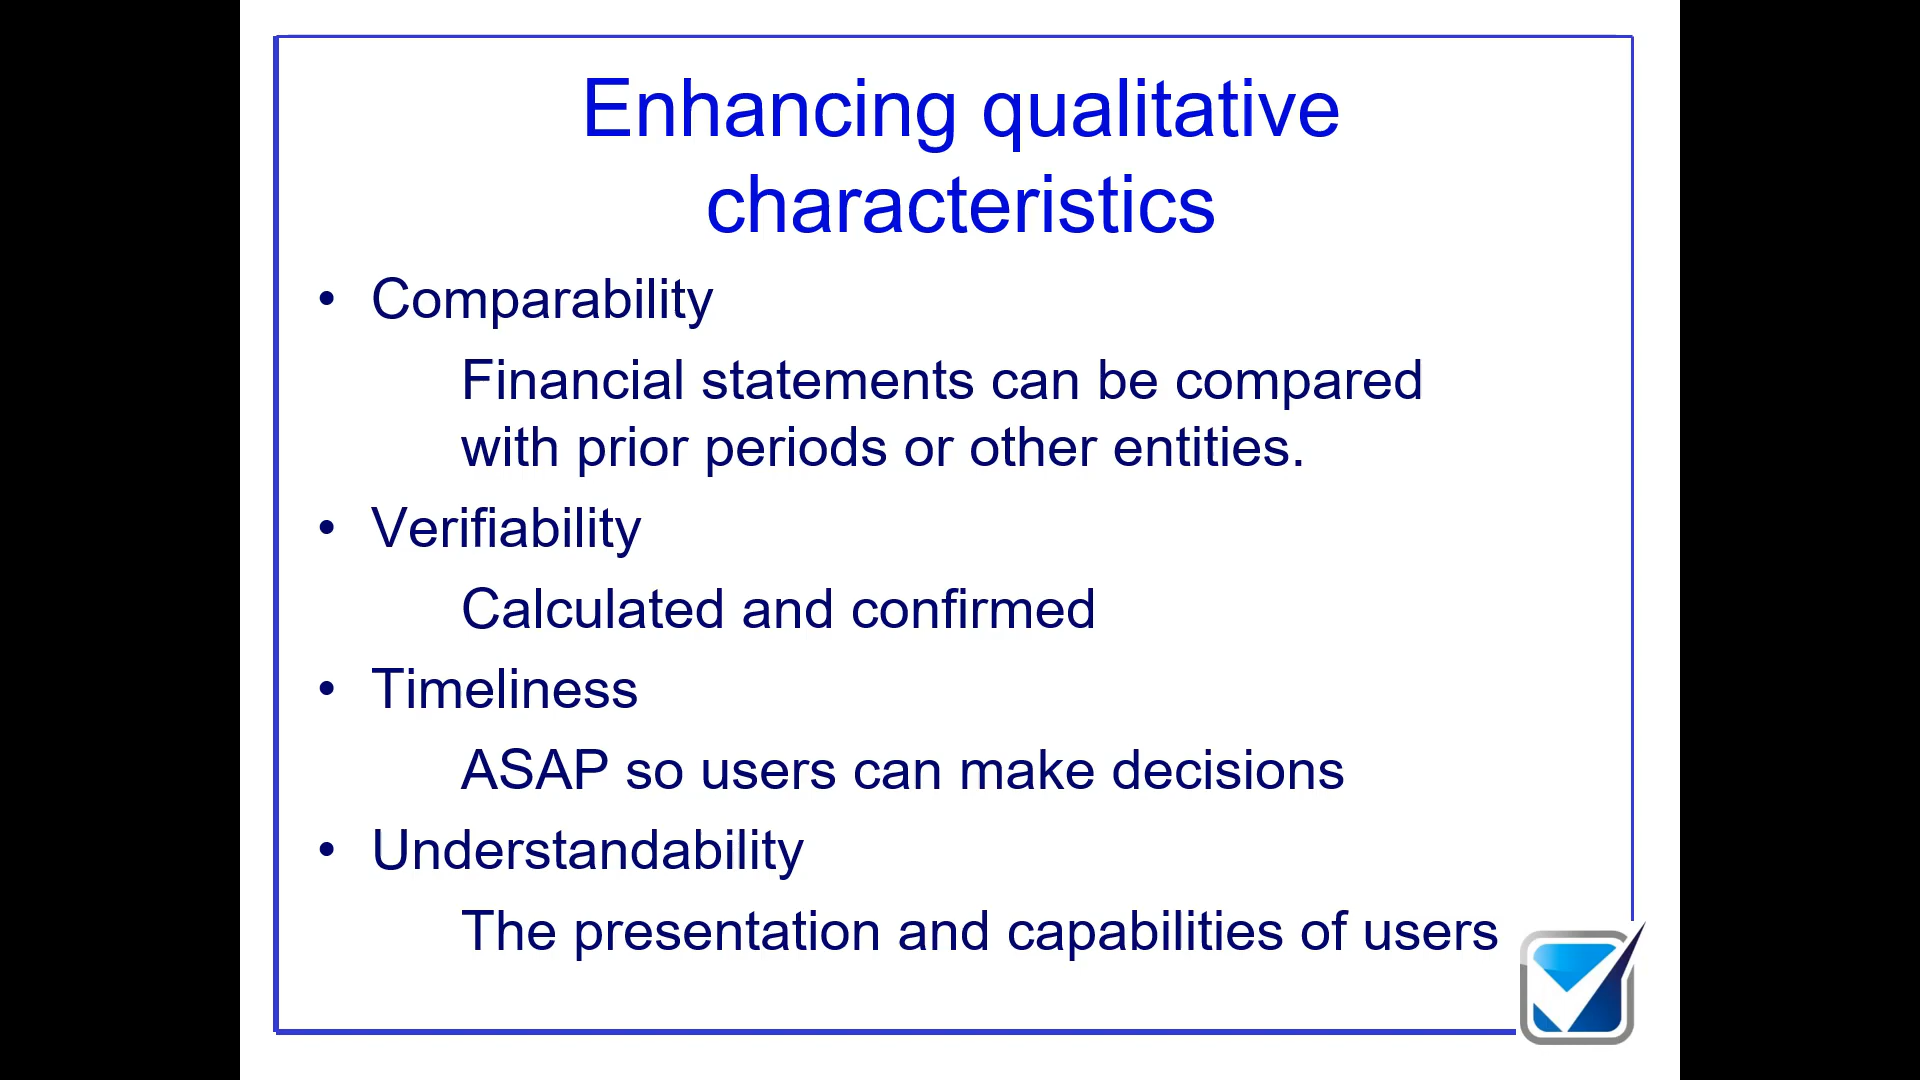 Enhancing qualitative
characteristics
• Comparability
Financial statements can be compared
with prior periods or other entities.
• Verifiability
Calculated and confirmed
• Timeliness
ASAP so users can make decisions
• Understandability
The presentation and capabilities of users